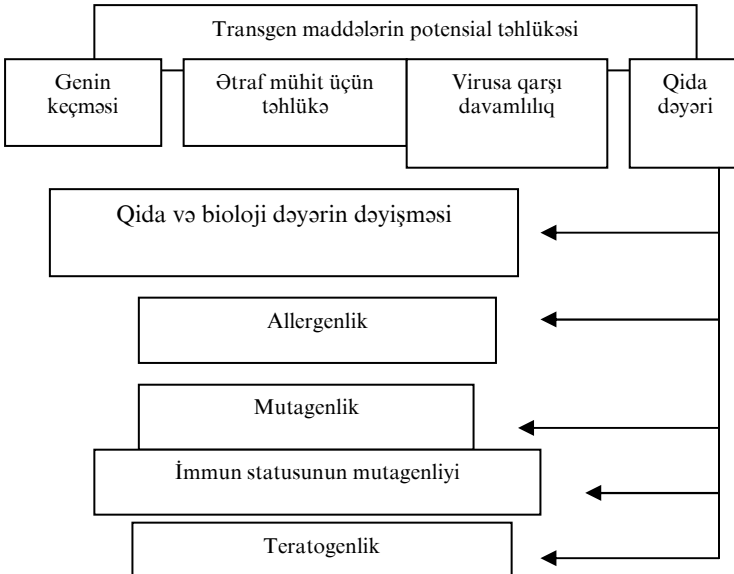 Transgen maddələrin potensial təhlükəsi
Genin
keçməsi
Ətraf mühit üçün
təhlükə
Virusa qarşı
davamlılıq
Qida
dəyəri
Qida və bioloji dəyərin dəyişməsi
Allergenlik
Mutagenlik
İmmun statusunun mutagenliyi
Teratogenlik